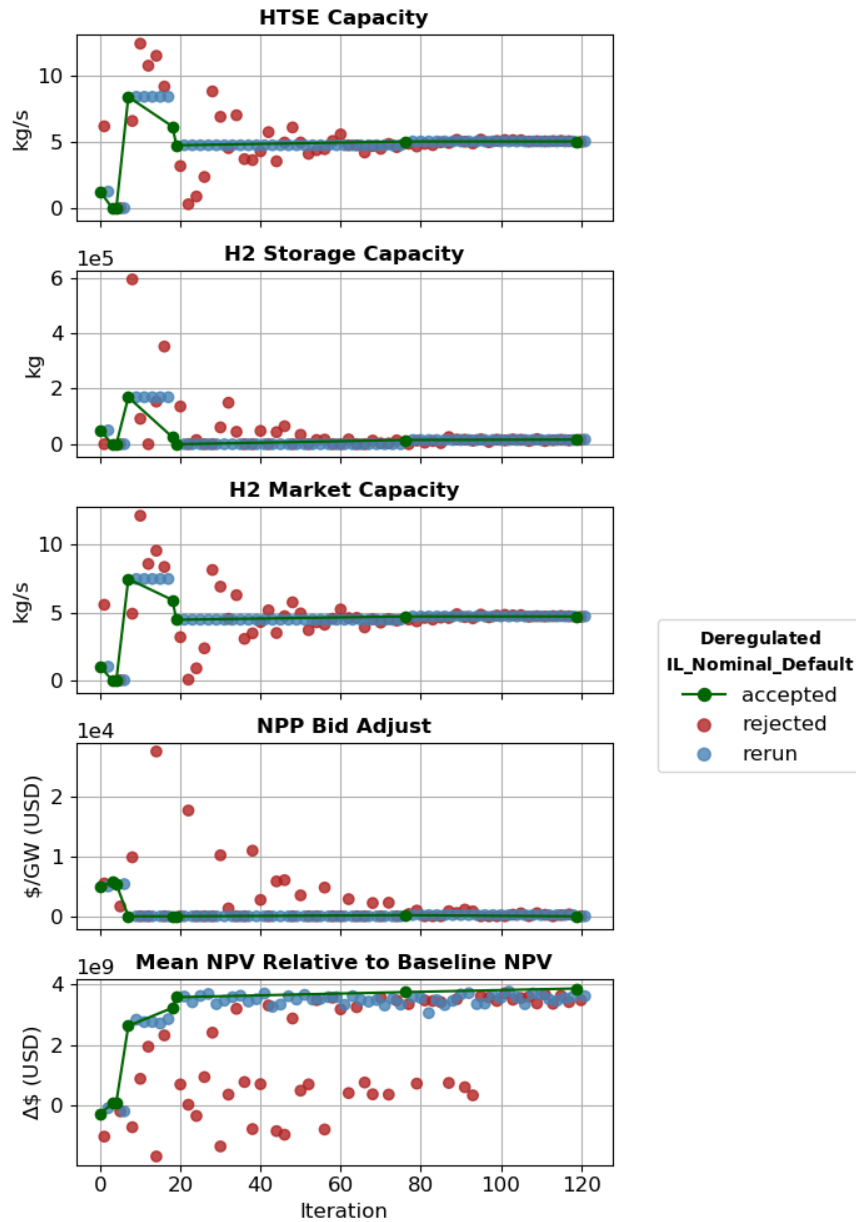 HTSE Capacity
kg/s
10
5
0
H2 Storage Capacity
1e5
kg
6
4
2
0
H2 Market Capacity
kg/s
10
5
0
Deregulated
IL_Nominal_Default
accepted
rejected
rerun
NPP Bid Adjust
1e4
$/GW (USD)
2
1
0
Mean NPV Relative to Baseline NPV
1e9
Δ$ (USD)
4
2
0
0 20 40 60 80 100 120
Iteration